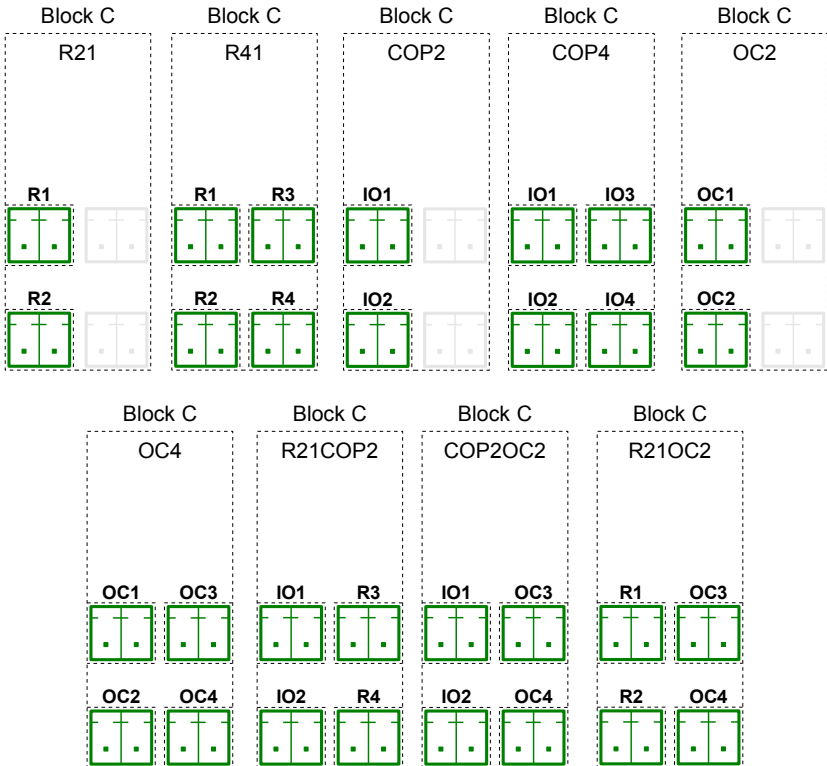 Block C Block C Block C Block C Block C
R21 R41 COP2 COP4 OC2
R1 R1 R3 IO1 IO1 IO3 OC1
R2 R2 R4 IO2 IO2 IO4 OC2
Block C Block C Block C Block C
OC4 R21COP2 COP2OC2 R21OC2
OC1 OC3 IO1 R3 IO1 OC3 R1 OC3
OC2 OC4 IO2 R4 IO2 OC4 R2 OC4